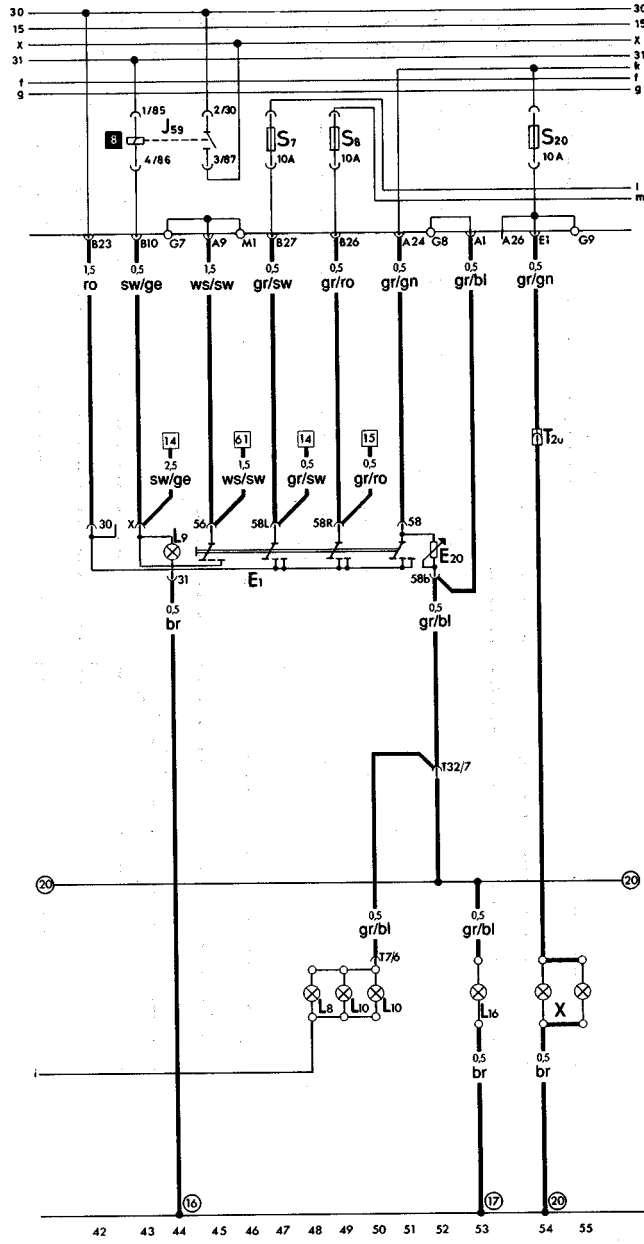 30 30
15 15
X X
31 31
k
f f
g g
1/85 J59 2/30
8 S7 S8 S20
10A 10A 10A
4/86 3/87
l
m
B23 B10 G7 A9 M1 B27 B26 A24 G8 A1 A26 E1 G9
1,5 0,5 1,5 0,5 0,5 0,5 0,5 0,5
ro sw/ge ws/sw gr/sw gr/ro gr/gn gr/bl gr/gn
T2u
14 61 14 15
2,5 1,5 0,5 0,5
sw/ge ws/sw gr/sw gr/ro
30 X L9 56 58L 58R 58
E20
31 E1 58b
0,5 0,5
br gr/bl
T32/7
20 20
0,5 0,5
gr/bl gr/bl
T7/6
L8 L10 L10 L16 X
0,5 0,5
br br
i
16 17 20
42 43 44 45 46 47 48 49 50 51 52 53 54 55